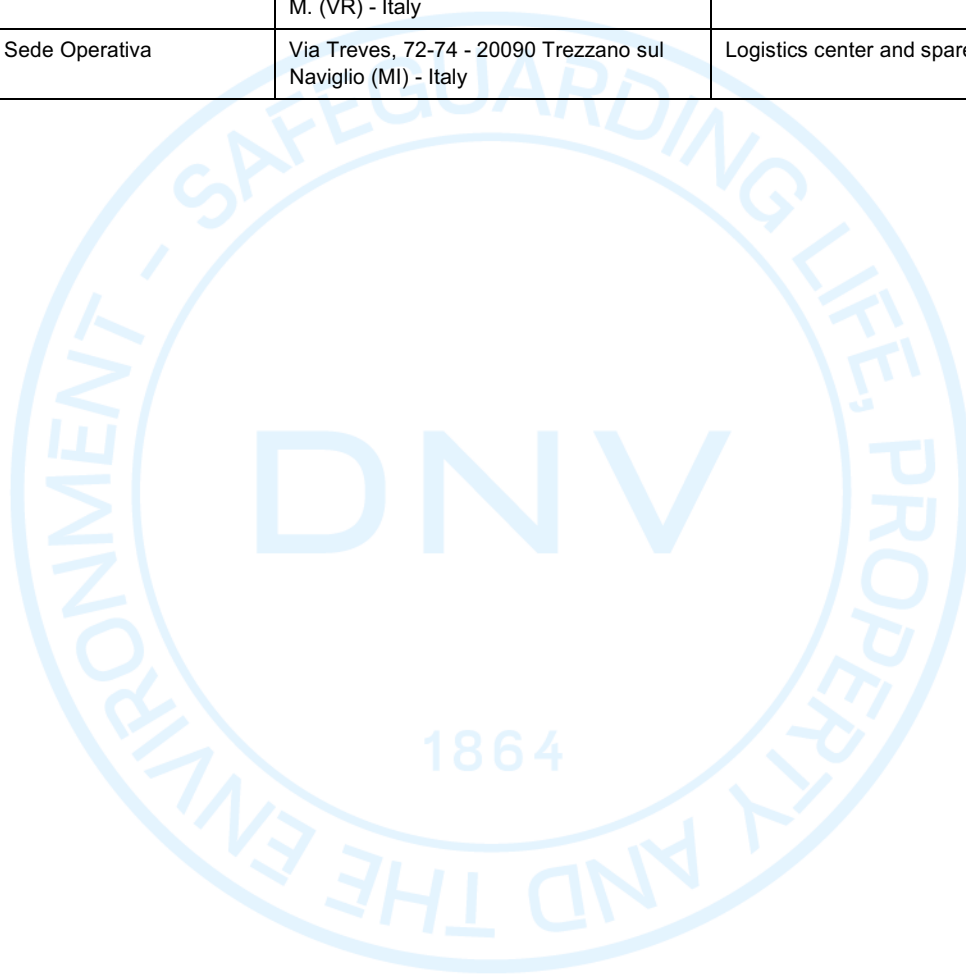 M. (VR) - Italy
Sede Operativa
Via Treves, 72-74 - 20090 Trezzano sul
Naviglio (MI) - Italy
Logistics center and spare
SAFEGUARDING LIFE, PROPERTY AND THE ENVIRONMENT -
DNV
1864